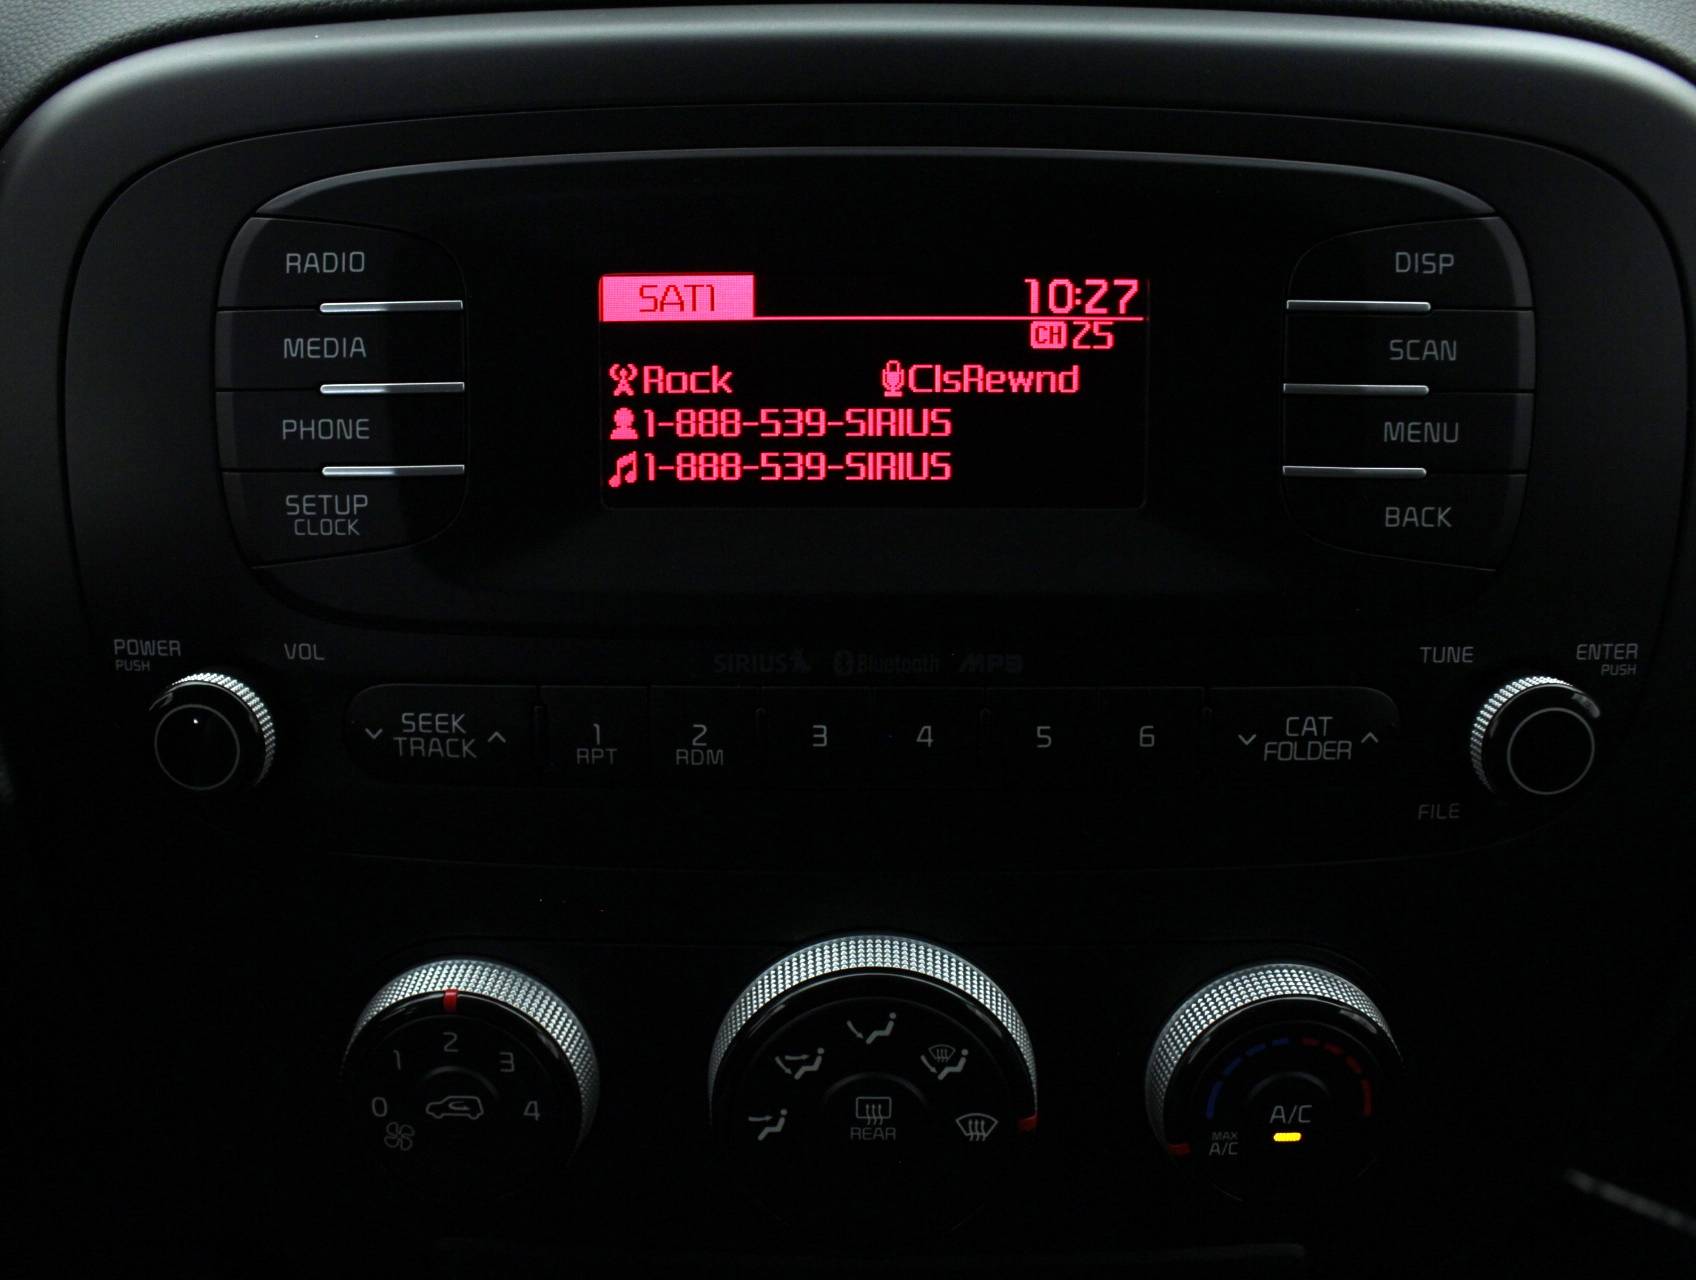 RADIO
MEDIA
PHONE
SETUP
CLOCK
SAT1 10:27
CH 25
Rock ClsRewnd
1-888-539-SIRIUS
1-888-539-SIRIUS
DISP
SCAN
MENU
BACK
POWER
PUSH
VOL
SIRIUS Bluetooth MP3
TUNE
ENTER
PUSH
SEEK
TRACK
1
RPT
2
RDM
3
4
5
6
CAT
FOLDER
FILE
0 1 2 3 4
REAR
A/C
MAX
A/C